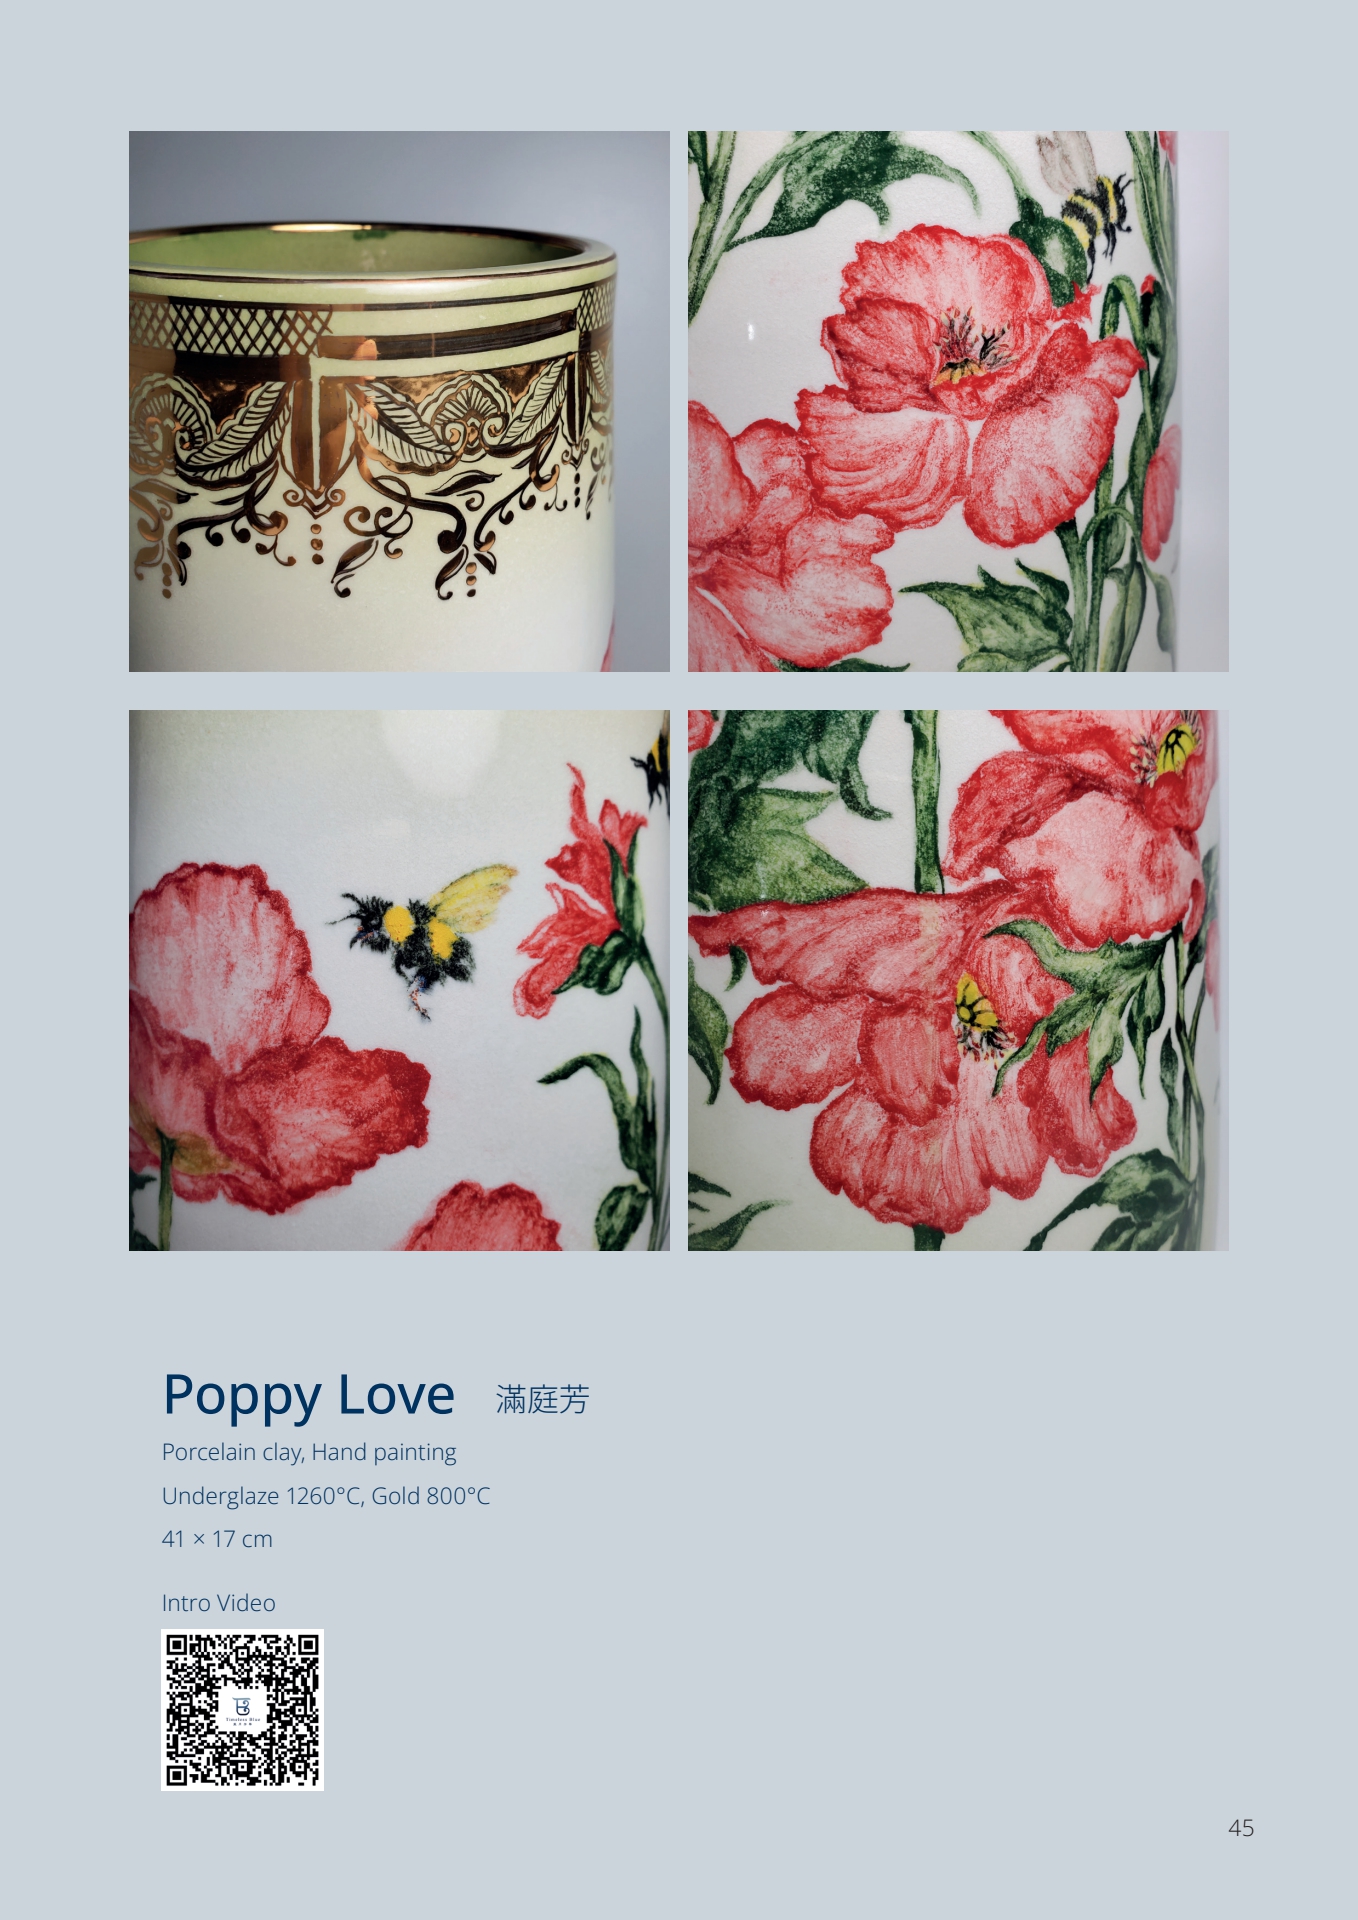 Poppy Love 滿庭芳
Porcelain clay, Hand painting
Underglaze 1260°C, Gold 800°C
41 × 17 cm
Intro Video
Timeless Blue
45